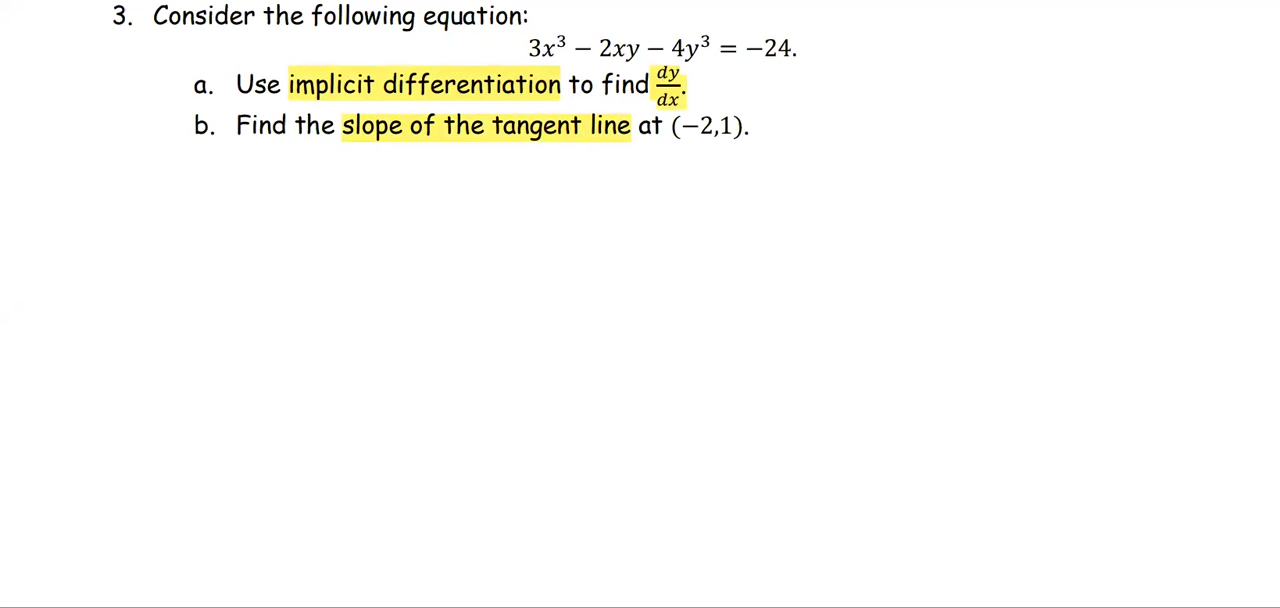 3. Consider the following equation:
3x³ − 2xy − 4y³ = −24.
a. Use implicit differentiation to find dy/dx.
b. Find the slope of the tangent line at (−2,1).